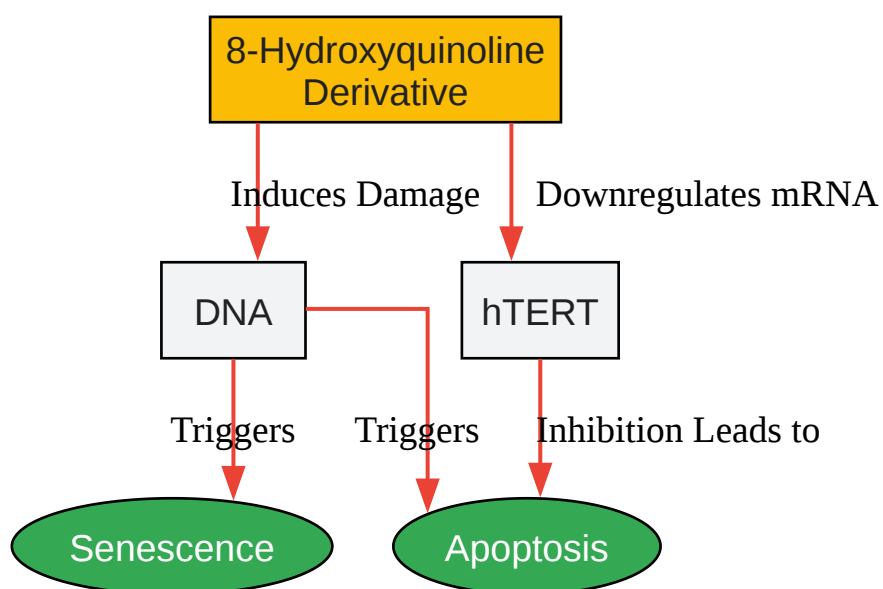 8-Hydroxyquinoline
Derivative
Induces Damage
Downregulates mRNA
DNA
hTERT
Triggers
Triggers
Inhibition Leads to
Senescence
Apoptosis